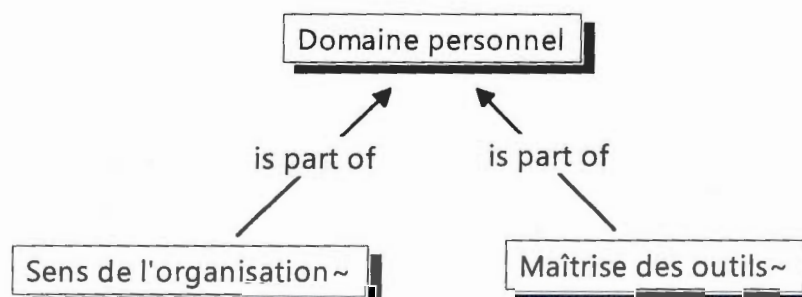 Domaine personnel
is part of is part of
Sens de l'organisation~ Maîtrise des outils~